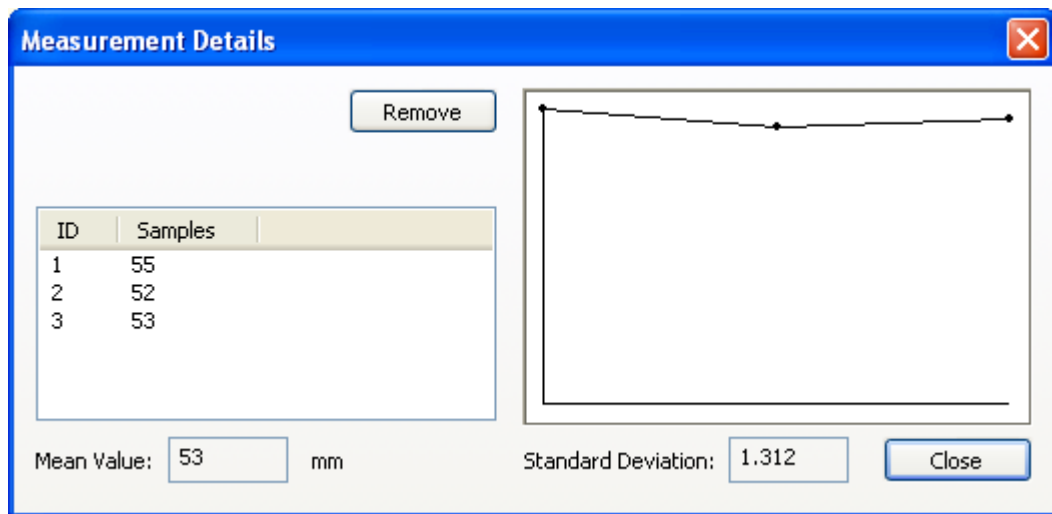 Measurement Details
Remove
ID Samples
1 55
2 52
3 53
Mean Value: 53 mm
Standard Deviation: 1.312
Close